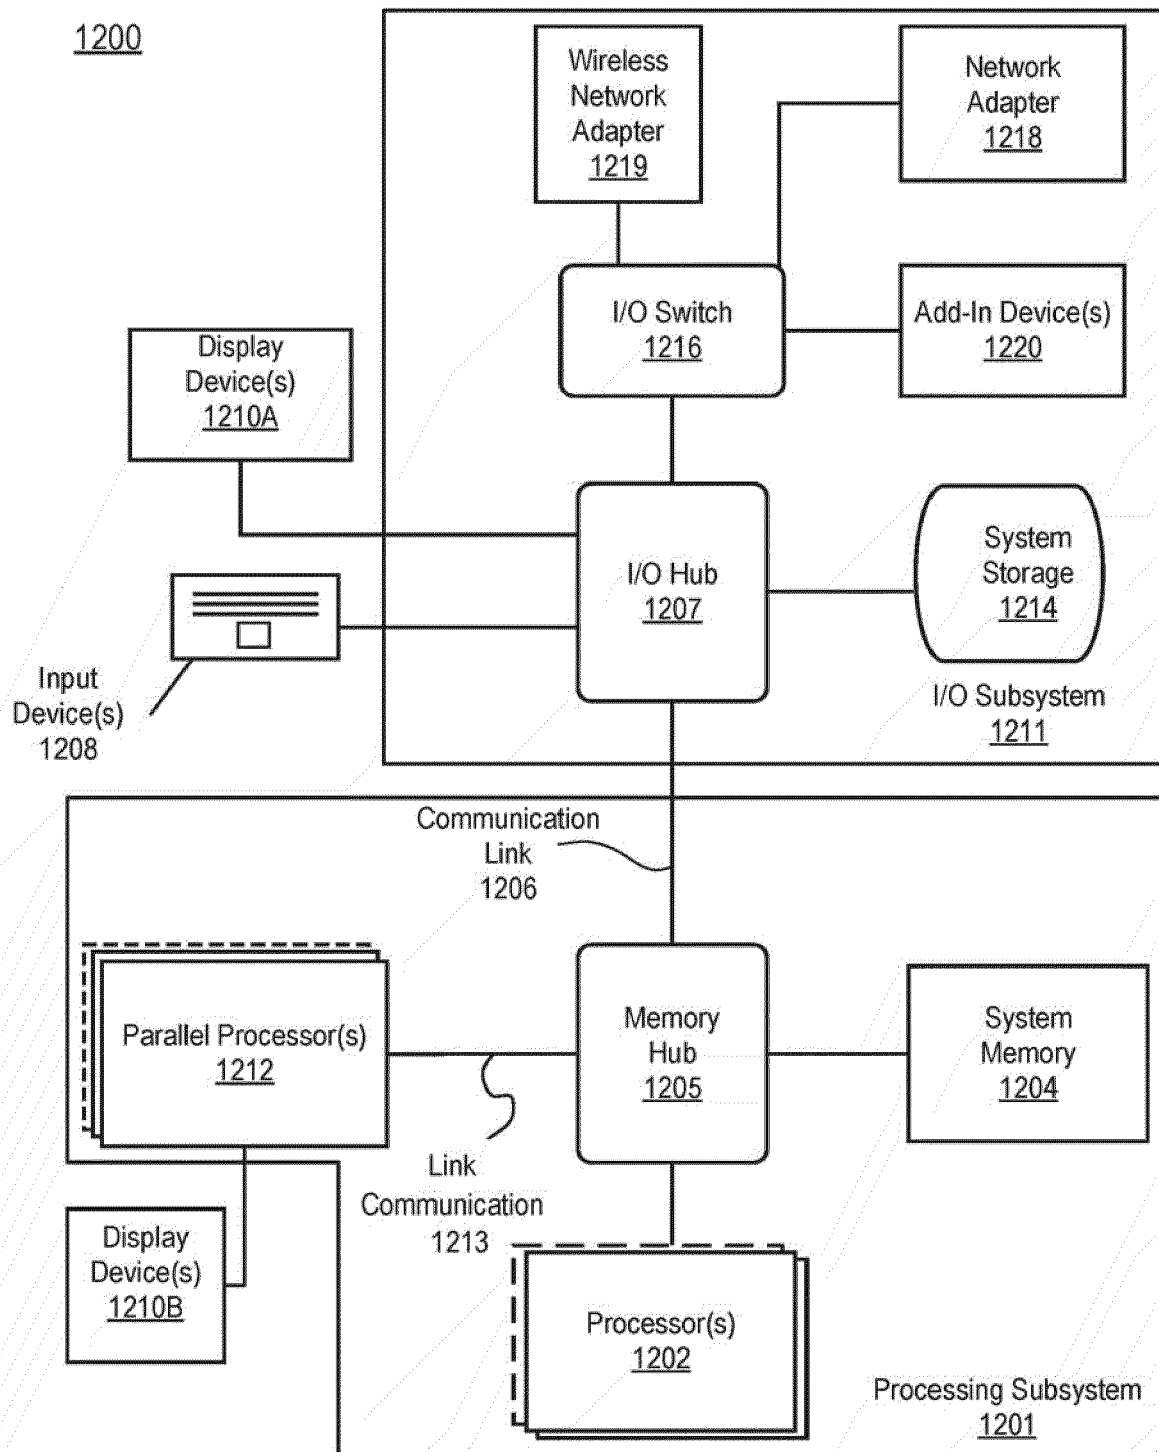 1200
Wireless
Network
Adapter
1219
Network
Adapter
1218
I/O Switch
1216
Add-In Device(s)
1220
Display
Device(s)
1210A
I/O Hub
1207
System
Storage
1214
Input
Device(s)
1208
I/O Subsystem
1211
Communication
Link
1206
Parallel Processor(s)
1212
Memory
Hub
1205
System
Memory
1204
Link
Communication
1213
Display
Device(s)
1210B
Processor(s)
1202
Processing Subsystem
1201